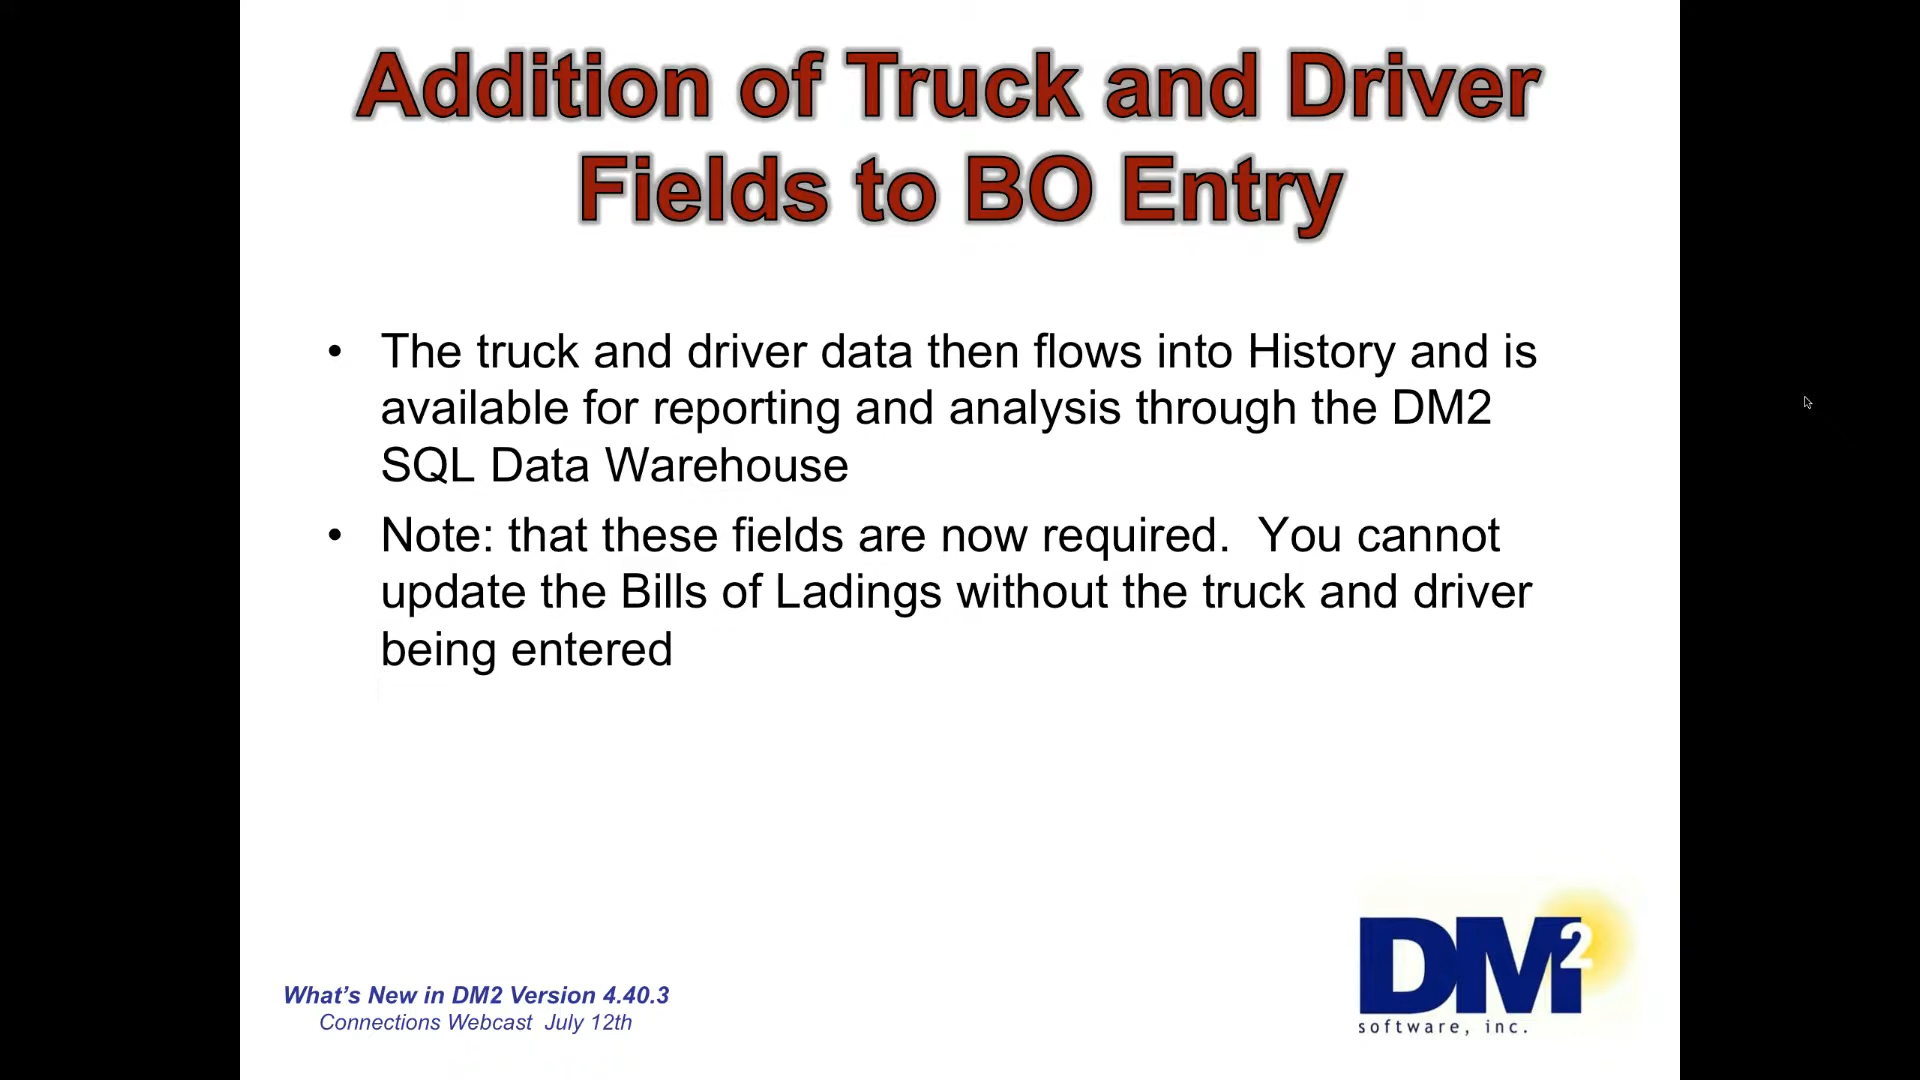 Addition of Truck and Driver
Fields to BO Entry
• The truck and driver data then flows into History and is
available for reporting and analysis through the DM2
SQL Data Warehouse
• Note: that these fields are now required.  You cannot
update the Bills of Ladings without the truck and driver
being entered
What's New in DM2 Version 4.40.3
Connections Webcast  July 12th
DM2
software, inc.